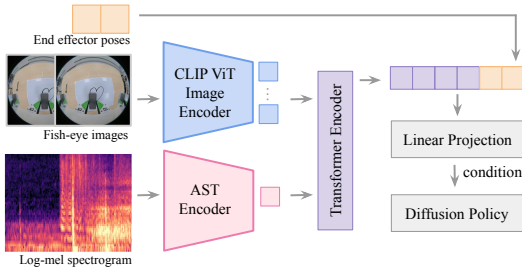 End effector poses
CLIP ViT
Image
Encoder
Fish-eye images
AST
Encoder
Log-mel spectrogram
Transformer Encoder
Linear Projection
condition
Diffusion Policy